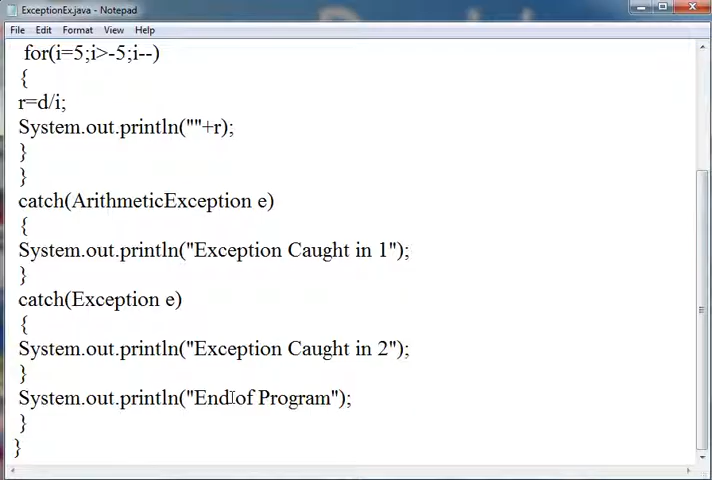 ExceptionEx.java - Notepad
File Edit Format View Help
for(i=5;i>-5;i--)
{
r=d/i;
System.out.println(""+r);
}
}
catch(ArithmeticException e)
{
System.out.println("Exception Caught in 1");
}
catch(Exception e)
{
System.out.println("Exception Caught in 2");
}
System.out.println("End of Program");
}
}